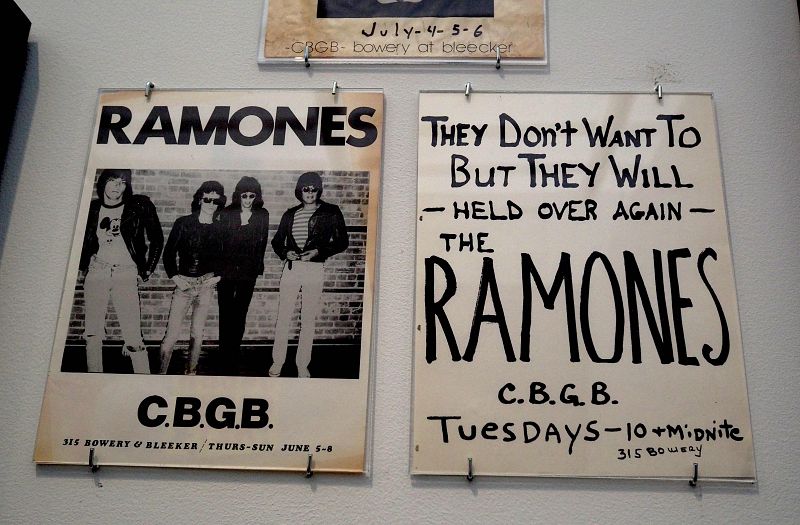 July-4-5-6
-CBGB- bowery at bleecker
RAMONES
C.B.G.B.
315 BOWERY & BLEEKER / THURS-SUN JUNE 5-8
THEY DON'T WANT TO
BUT THEY WILL
- HELD OVER AGAIN -
THE
RAMONES
C.B.G.B.
TUESDAYS - 10 + MiDNite
315 BOWERY